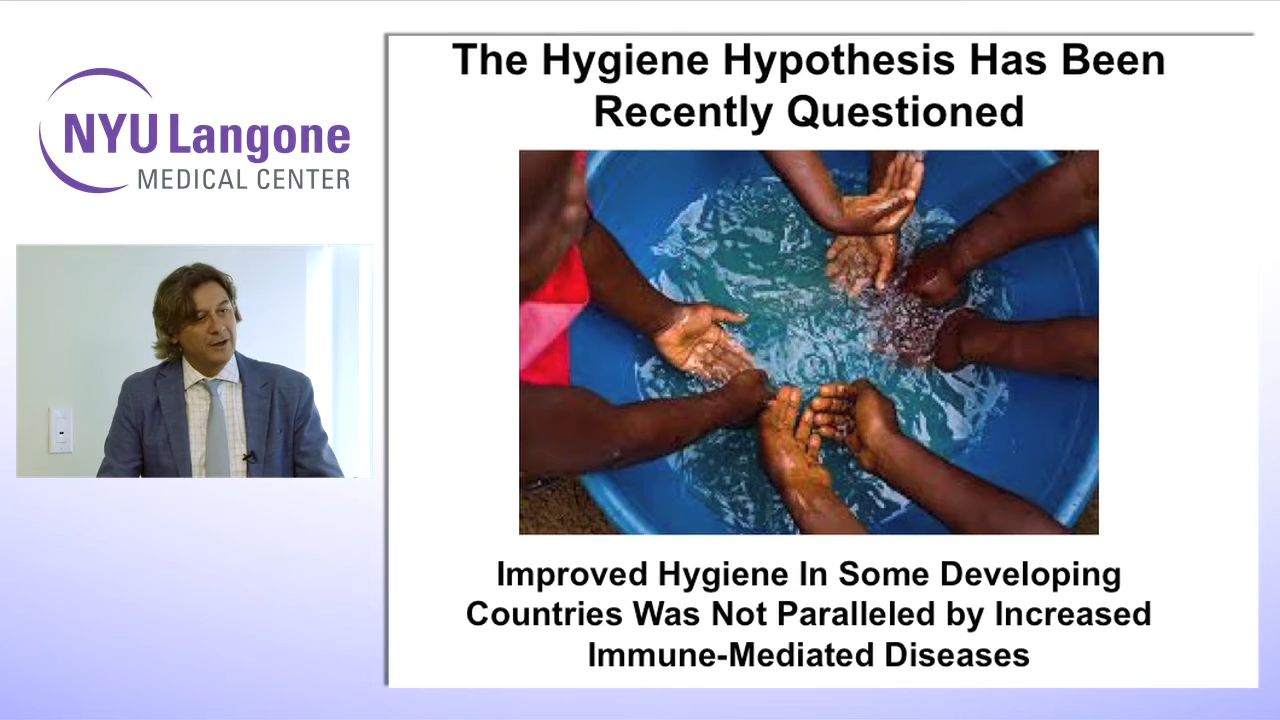 NYU Langone
MEDICAL CENTER
The Hygiene Hypothesis Has Been
Recently Questioned
Improved Hygiene In Some Developing
Countries Was Not Paralleled by Increased
Immune-Mediated Diseases